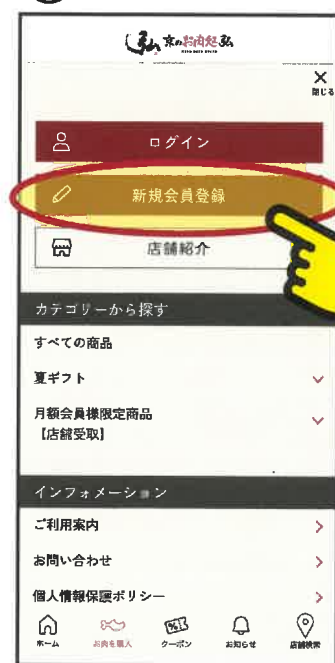 弘 京のお肉処 弘
×
閉じる
ログイン
新規会員登録
店舗紹介
カテゴリーから探す
すべての商品
夏ギフト
月額会員様限定商品
【店舗受取】
インフォメーション
ご利用案内
お問い合わせ
個人情報保護ポリシー
ホーム お肉を購入 クーポン お知らせ 店舗検索